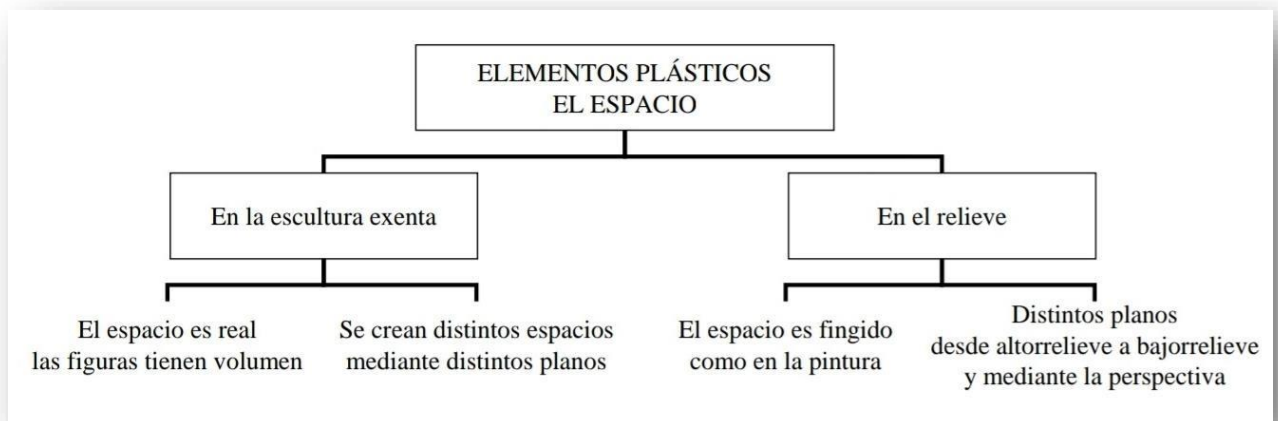 ELEMENTOS PLÁSTICOS
EL ESPACIO
En la escultura exenta
En el relieve
El espacio es real
las figuras tienen volumen
Se crean distintos espacios
mediante distintos planos
El espacio es fingido
como en la pintura
Distintos planos
desde altorrelieve a bajorrelieve
y mediante la perspectiva